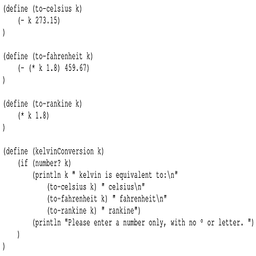 (define (to-celsius k)
    (- k 273.15)
)

(define (to-fahrenheit k)
    (- (* k 1.8) 459.67)
)

(define (to-rankine k)
    (* k 1.8)
)

(define (kelvinConversion k)
    (if (number? k)
        (println k " kelvin is equivalent to:\n"
            (to-celsius k) " celsius\n"
            (to-fahrenheit k) " fahrenheit\n"
            (to-rankine k) " rankine")
        (println "Please enter a number only, with no º or letter. ")
    )
)